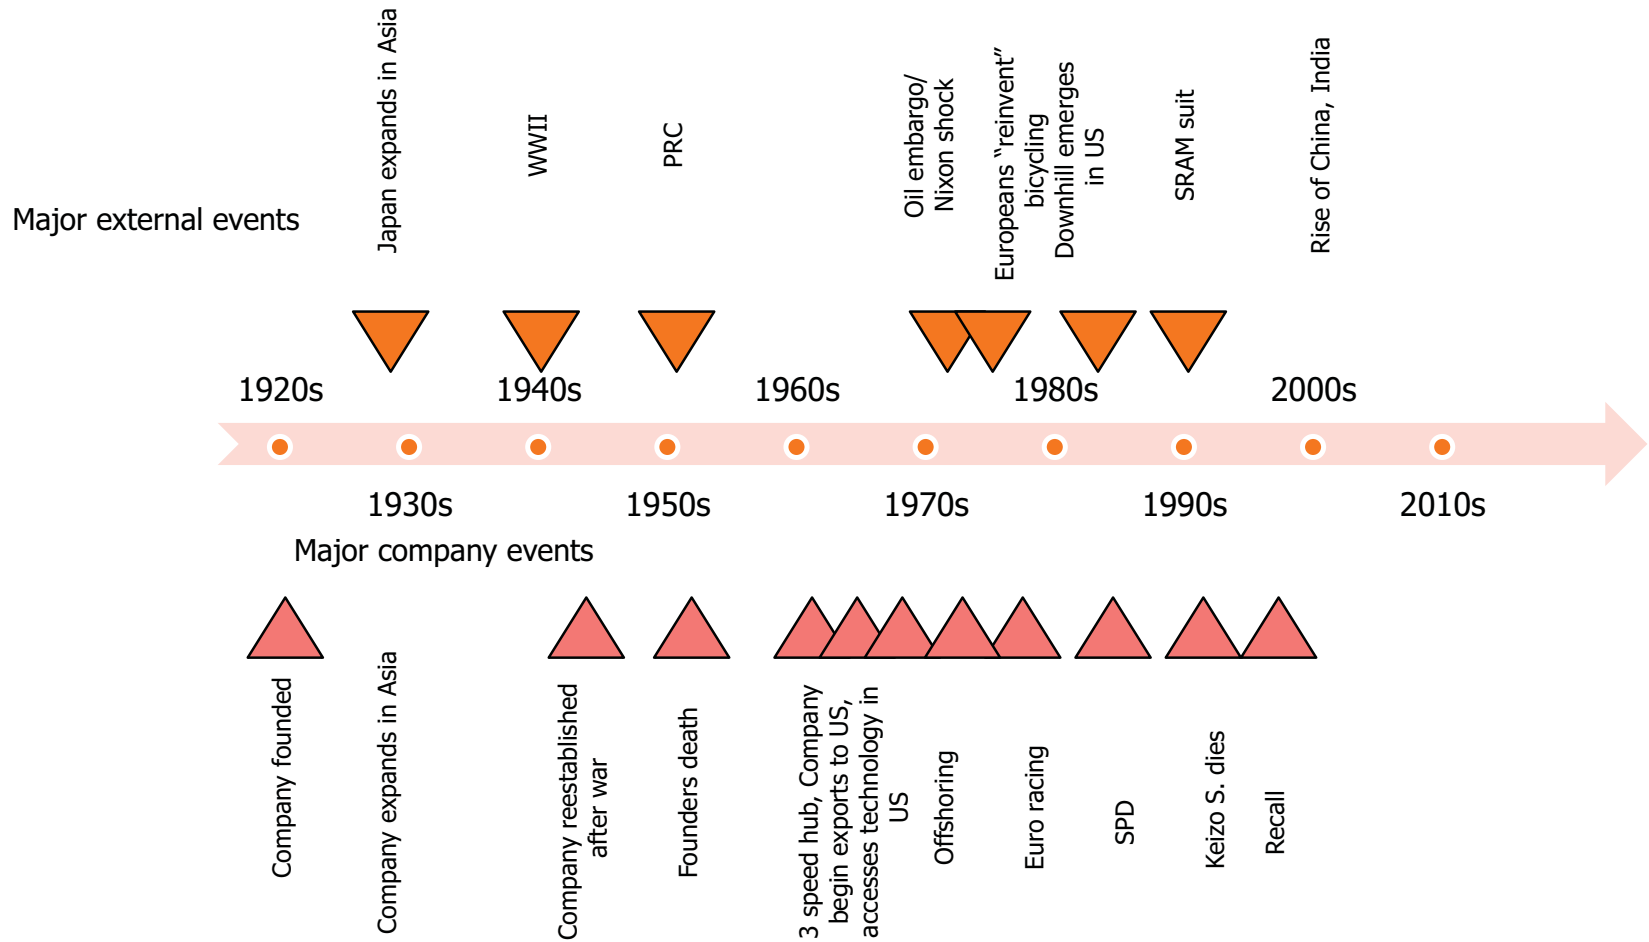 Japan expands in Asia
WWII
PRC
Oil embargo/
Nixon shock
Europeans “reinvent”
bicycling
Downhill emerges
in US
SRAM suit
Rise of China, India
Major external events
1920s
1940s
1960s
1980s
2000s
1930s
1950s
1970s
1990s
2010s
Major company events
Company founded
Company expands in Asia
Company reestablished
after war
Founders death
3 speed hub, Company
begin exports to US,
accesses technology in
US
Offshoring
Euro racing
SPD
Keizo S. dies
Recall